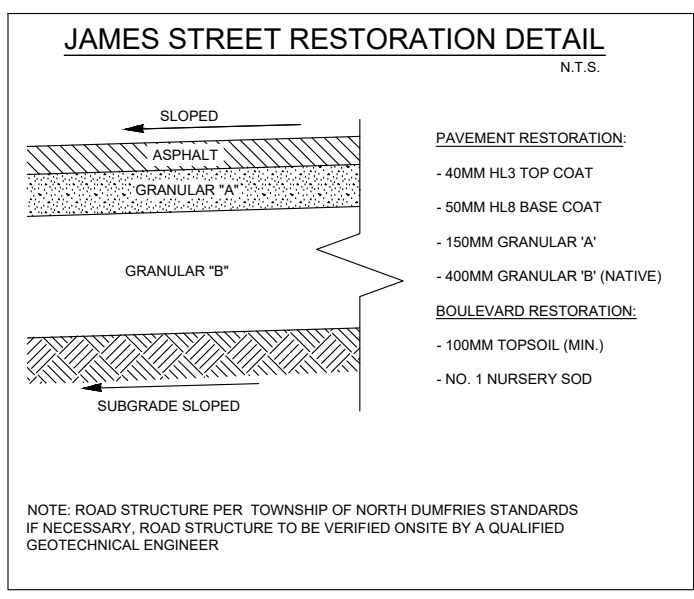 JAMES STREET RESTORATION DETAIL
N.T.S.
SLOPED
ASPHALT
GRANULAR "A"
GRANULAR "B"
SUBGRADE SLOPED
PAVEMENT RESTORATION:
- 40MM HL3 TOP COAT
- 50MM HL8 BASE COAT
- 150MM GRANULAR 'A'
- 400MM GRANULAR 'B' (NATIVE)
BOULEVARD RESTORATION:
- 100MM TOPSOIL (MIN.)
- NO. 1 NURSERY SOD
NOTE: ROAD STRUCTURE PER TOWNSHIP OF NORTH DUMFRIES STANDARDS
IF NECESSARY, ROAD STRUCTURE TO BE VERIFIED ONSITE BY A QUALIFIED
GEOTECHNICAL ENGINEER